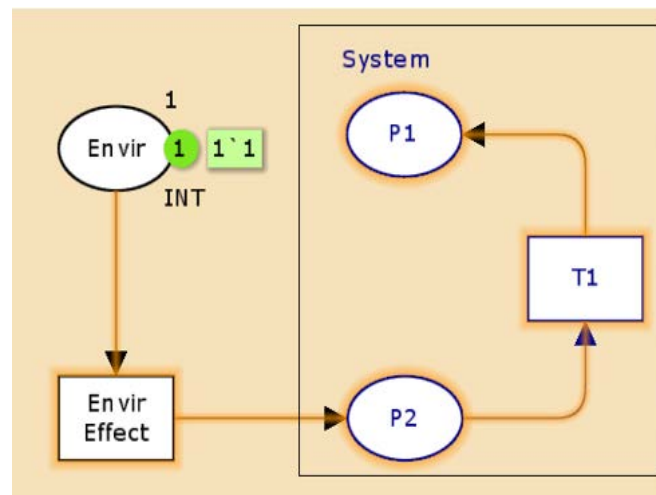 System
1
Envir
1
1`1
INT
P1
T1
Envir
Effect
P2